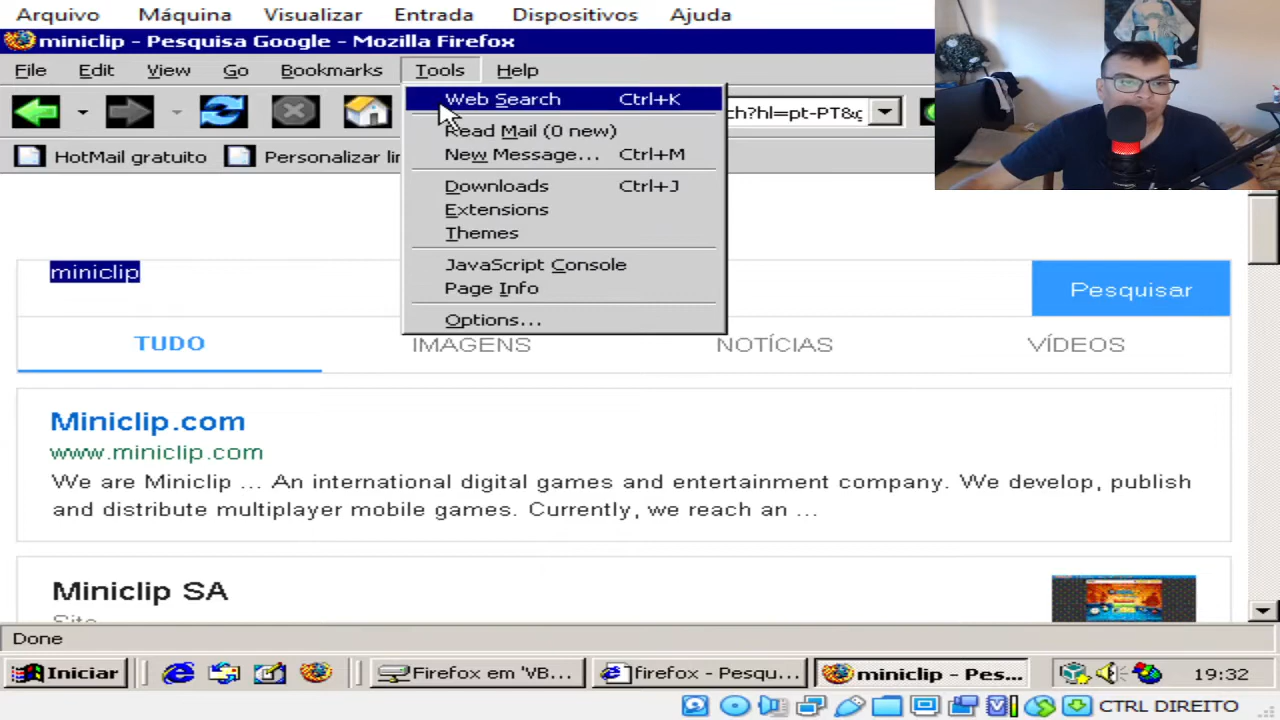 Arquivo Máquina Visualizar Entrada Dispositivos Ajuda
miniclip - Pesquisa Google - Mozilla Firefox
File Edit View Go Bookmarks Tools Help
Web Search Ctrl+K
ch?hl=pt-PT&
Read Mail (0 new)
New Message... Ctrl+M
HotMail gratuito Personalizar
Downloads Ctrl+J
Extensions
Themes
JavaScript Console
Page Info
Options...
miniclip
Pesquisar
TUDO IMAGENS NOTÍCIAS VÍDEOS
Miniclip.com
www.miniclip.com
We are Miniclip ... An international digital games and entertainment company. We develop, publish
and distribute multiplayer mobile games. Currently, we reach an ...
Miniclip SA
Done
Iniciar Firefox em 'VB... firefox - Pesqu... miniclip - Pes... 19:32
CTRL DIREITO